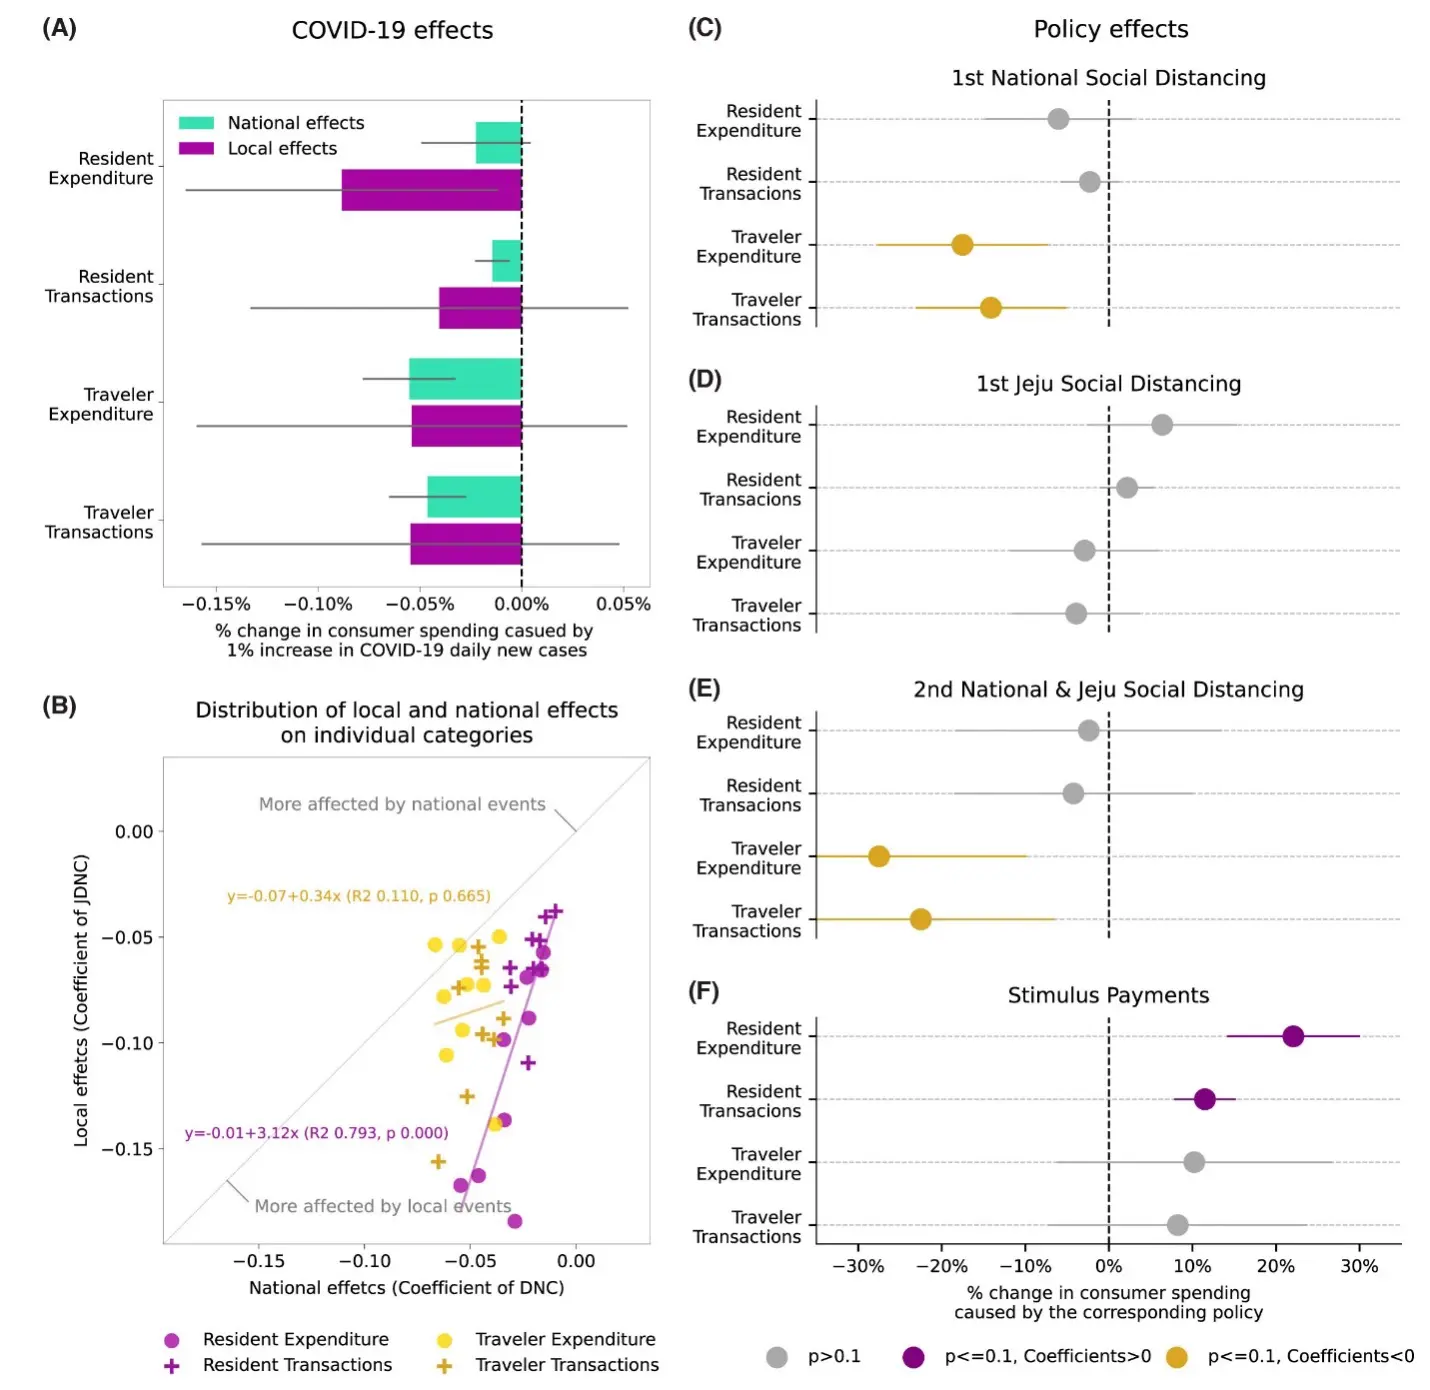 (A)
COVID-19 effects
National effects
Local effects
Resident
Expenditure
Resident
Transactions
Traveler
Expenditure
Traveler
Transactions
−0.15%
−0.10%
−0.05%
0.00%
0.05%
% change in consumer spending casued by
1% increase in COVID-19 daily new cases
(B)
Distribution of local and national effects
on individual categories
More affected by national events
y=-0.07+0.34x (R2 0.110, p 0.665)
y=-0.01+3.12x (R2 0.793, p 0.000)
More affected by local events
0.00
−0.05
−0.10
−0.15
Local effetcs (Coefficient of JDNC)
−0.15
−0.10
−0.05
0.00
National effetcs (Coefficient of DNC)
Resident Expenditure
Resident Transactions
Traveler Expenditure
Traveler Transactions
(C)
Policy effects
1st National Social Distancing
Resident
Expenditure
Resident
Transacions
Traveler
Expenditure
Traveler
Transactions
(D)
1st Jeju Social Distancing
Resident
Expenditure
Resident
Transacions
Traveler
Expenditure
Traveler
Transactions
(E)
2nd National & Jeju Social Distancing
Resident
Expenditure
Resident
Transacions
Traveler
Expenditure
Traveler
Transactions
(F)
Stimulus Payments
Resident
Expenditure
Resident
Transacions
Traveler
Expenditure
Traveler
Transactions
−30%
−20%
−10%
0%
10%
20%
30%
% change in consumer spending
caused by the corresponding policy
p>0.1
p<=0.1, Coefficients>0
p<=0.1, Coefficients<0